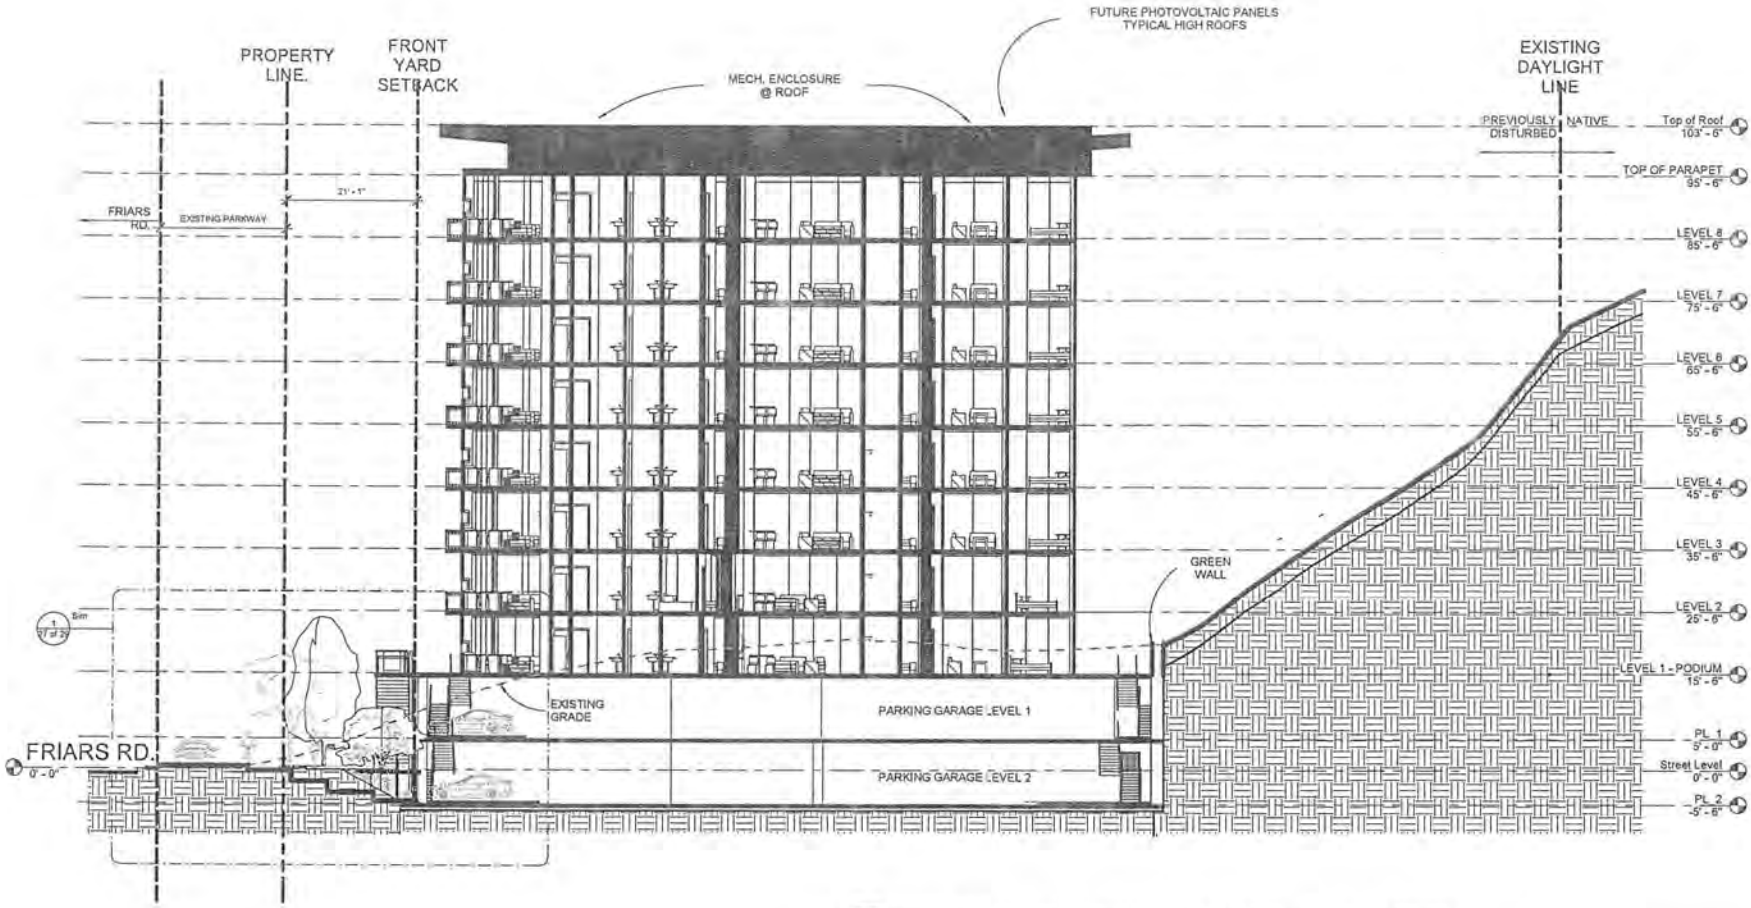 FUTURE PHOTOVOLTAIC PANELS
TYPICAL HIGH ROOFS
PROPERTY
LINE.
FRONT
YARD
SETBACK
EXISTING
DAYLIGHT
LINE
MECH. ENCLOSURE
@ ROOF
PREVIOUSLY NATIVE
DISTURBED
Top of Roof
103' - 6"
TOP OF PARAPET
95' - 6"
21' - 1"
FRIARS
RD.
EXISTING PARKWAY
LEVEL 8
85' - 6"
LEVEL 7
75' - 6"
LEVEL 6
65' - 6"
LEVEL 5
55' - 6"
LEVEL 4
45' - 6"
LEVEL 3
35' - 6"
GREEN
WALL
LEVEL 2
25' - 6"
1
Sim
LEVEL 1 - PODIUM
15' - 6"
EXISTING
GRADE
PARKING GARAGE LEVEL 1
PL 1
5' - 0"
FRIARS RD.
0' - 0"
Street Level
0' - 0"
PARKING GARAGE LEVEL 2
PL 2
-5' - 6"